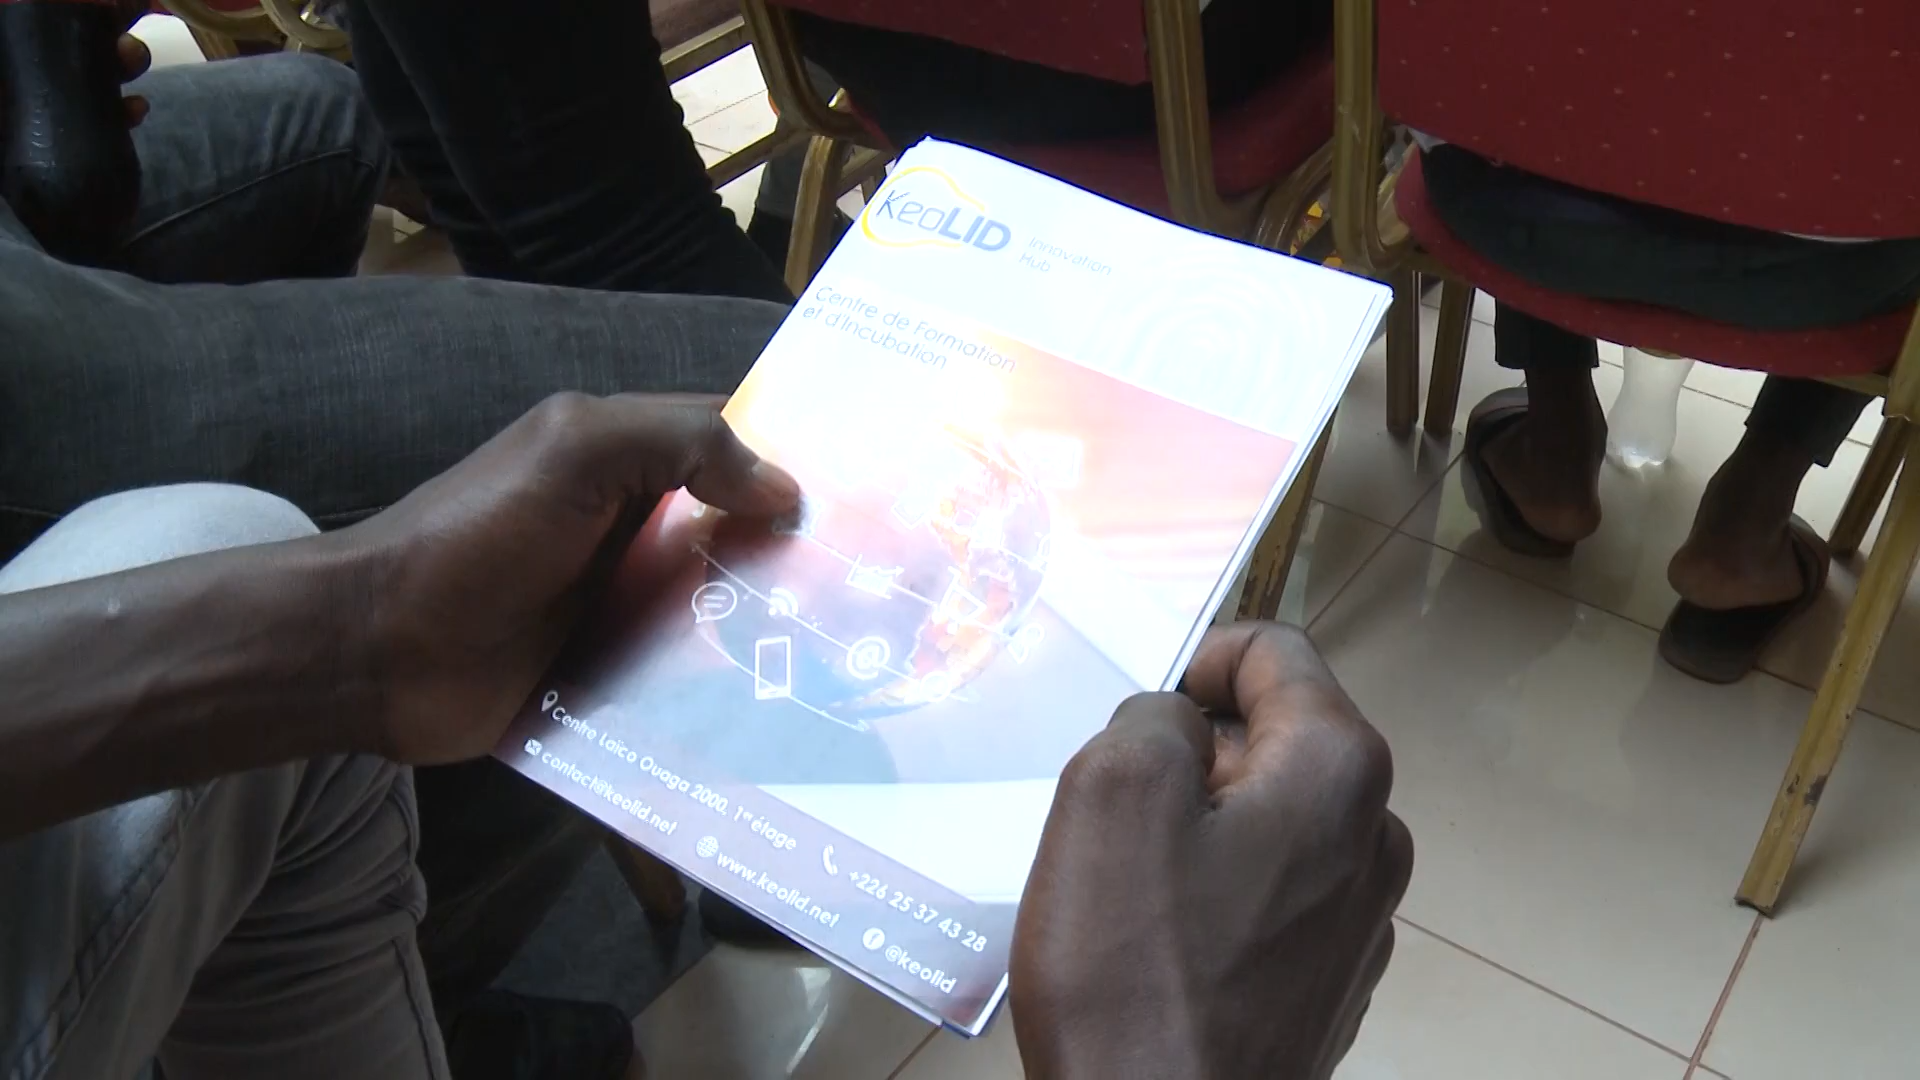 KeoLID
Innovation
Hub
Centre de Formation
et d'Incubation
Centre Laïco Ouaga 2000, 1er étage
+226 25 37 43 28
contact@keolid.net
www.keolid.net
@keolid